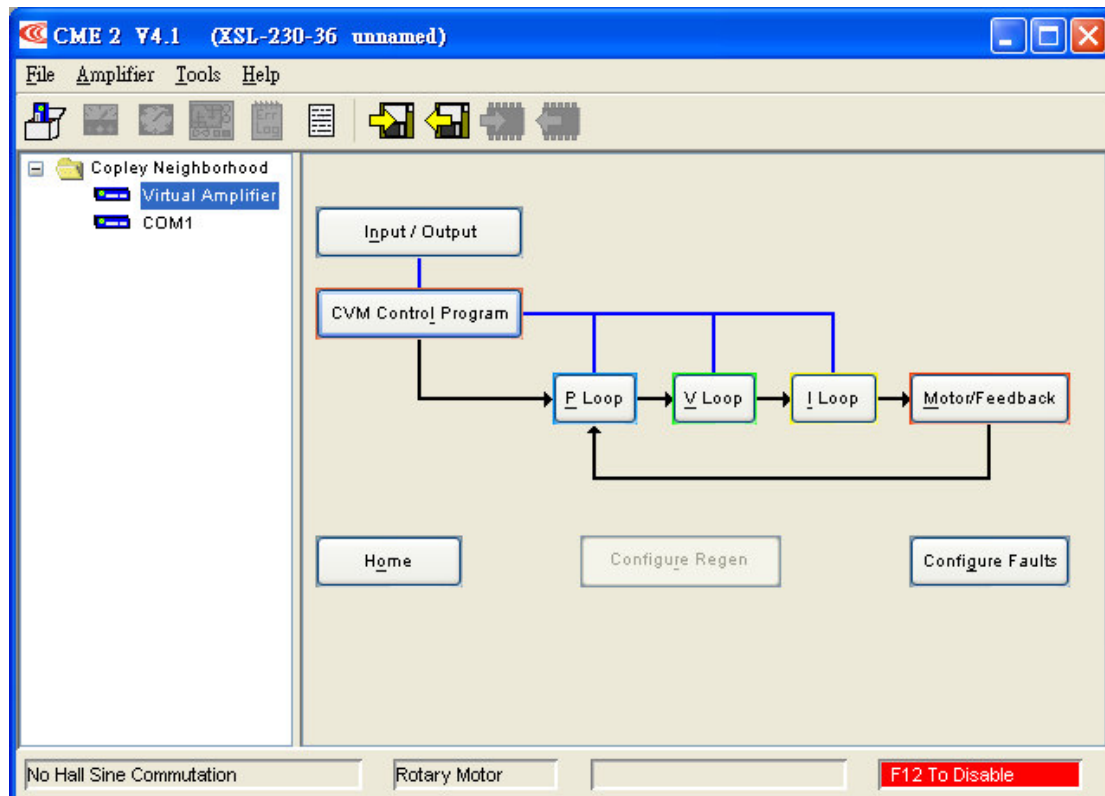 CME 2 V4.1 (XSL-230-36 unnamed)
File Amplifier Tools Help
Err Log
Copley Neighborhood
Virtual Amplifier
COM1
Input / Output
CVM Control Program
P Loop
V Loop
I Loop
Motor/Feedback
Home
Configure Regen
Configure Faults
No Hall Sine Commutation
Rotary Motor
F12 To Disable